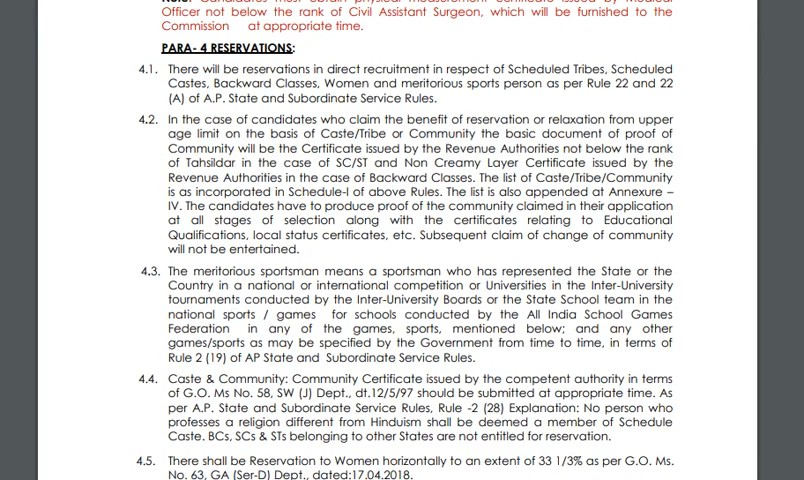 Note: Candidates must obtain physical measurement certificate issued by Medical
Officer not below the rank of Civil Assistant Surgeon, which will be furnished to the
Commission at appropriate time.
PARA- 4 RESERVATIONS:
4.1. There will be reservations in direct recruitment in respect of Scheduled Tribes, Scheduled
Castes, Backward Classes, Women and meritorious sports person as per Rule 22 and 22
(A) of A.P. State and Subordinate Service Rules.
4.2. In the case of candidates who claim the benefit of reservation or relaxation from upper
age limit on the basis of Caste/Tribe or Community the basic document of proof of
Community will be the Certificate issued by the Revenue Authorities not below the rank
of Tahsildar in the case of SC/ST and Non Creamy Layer Certificate issued by the
Revenue Authorities in the case of Backward Classes. The list of Caste/Tribe/Community
is as incorporated in Schedule-I of above Rules. The list is also appended at Annexure –
IV. The candidates have to produce proof of the community claimed in their application
at all stages of selection along with the certificates relating to Educational
Qualifications, local status certificates, etc. Subsequent claim of change of community
will not be entertained.
4.3. The meritorious sportsman means a sportsman who has represented the State or the
Country in a national or international competition or Universities in the Inter-University
tournaments conducted by the Inter-University Boards or the State School team in the
national sports / games for schools conducted by the All India School Games
Federation in any of the games, sports, mentioned below; and any other
games/sports as may be specified by the Government from time to time, in terms of
Rule 2 (19) of AP State and Subordinate Service Rules.
4.4. Caste & Community: Community Certificate issued by the competent authority in terms
of G.O. Ms No. 58, SW (J) Dept., dt.12/5/97 should be submitted at appropriate time. As
per A.P. State and Subordinate Service Rules, Rule -2 (28) Explanation: No person who
professes a religion different from Hinduism shall be deemed a member of Schedule
Caste. BCs, SCs & STs belonging to other States are not entitled for reservation.
4.5. There shall be Reservation to Women horizontally to an extent of 33 1/3% as per G.O. Ms.
No. 63, GA (Ser-D) Dept., dated:17.04.2018.